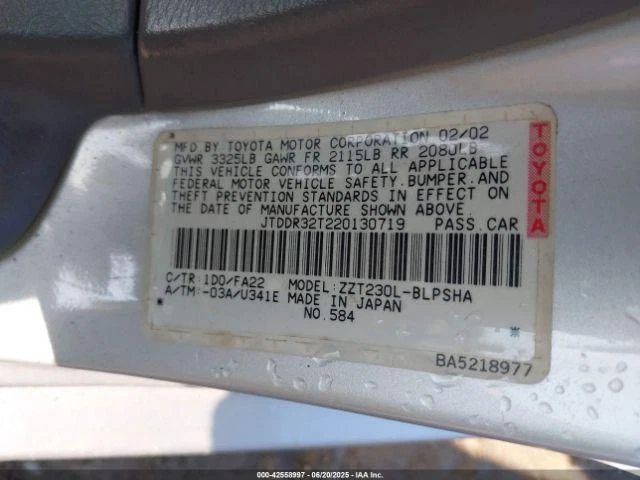 MFD BY TOYOTA MOTOR CORPORATION 02/02
GVWR 3325LB GAWR FR 2115LB RR 2080LB
THIS VEHICLE CONFORMS TO ALL APPLICABLE
FEDERAL MOTOR VEHICLE SAFETY,BUMPER,AND
THEFT PREVENTION STANDARDS IN EFFECT ON
THE DATE OF MANUFACTURE SHOWN ABOVE.
JTDDR32T220130719 PASS.CAR
TOYOTA
C/TR:1D0/FA22 MODEL:ZZT230L-BLPSHA
A/TM:-03A/U341E MADE IN JAPAN
NO.584
BA5218977
000-42558997 | 06/20/2025 | IAA Inc.